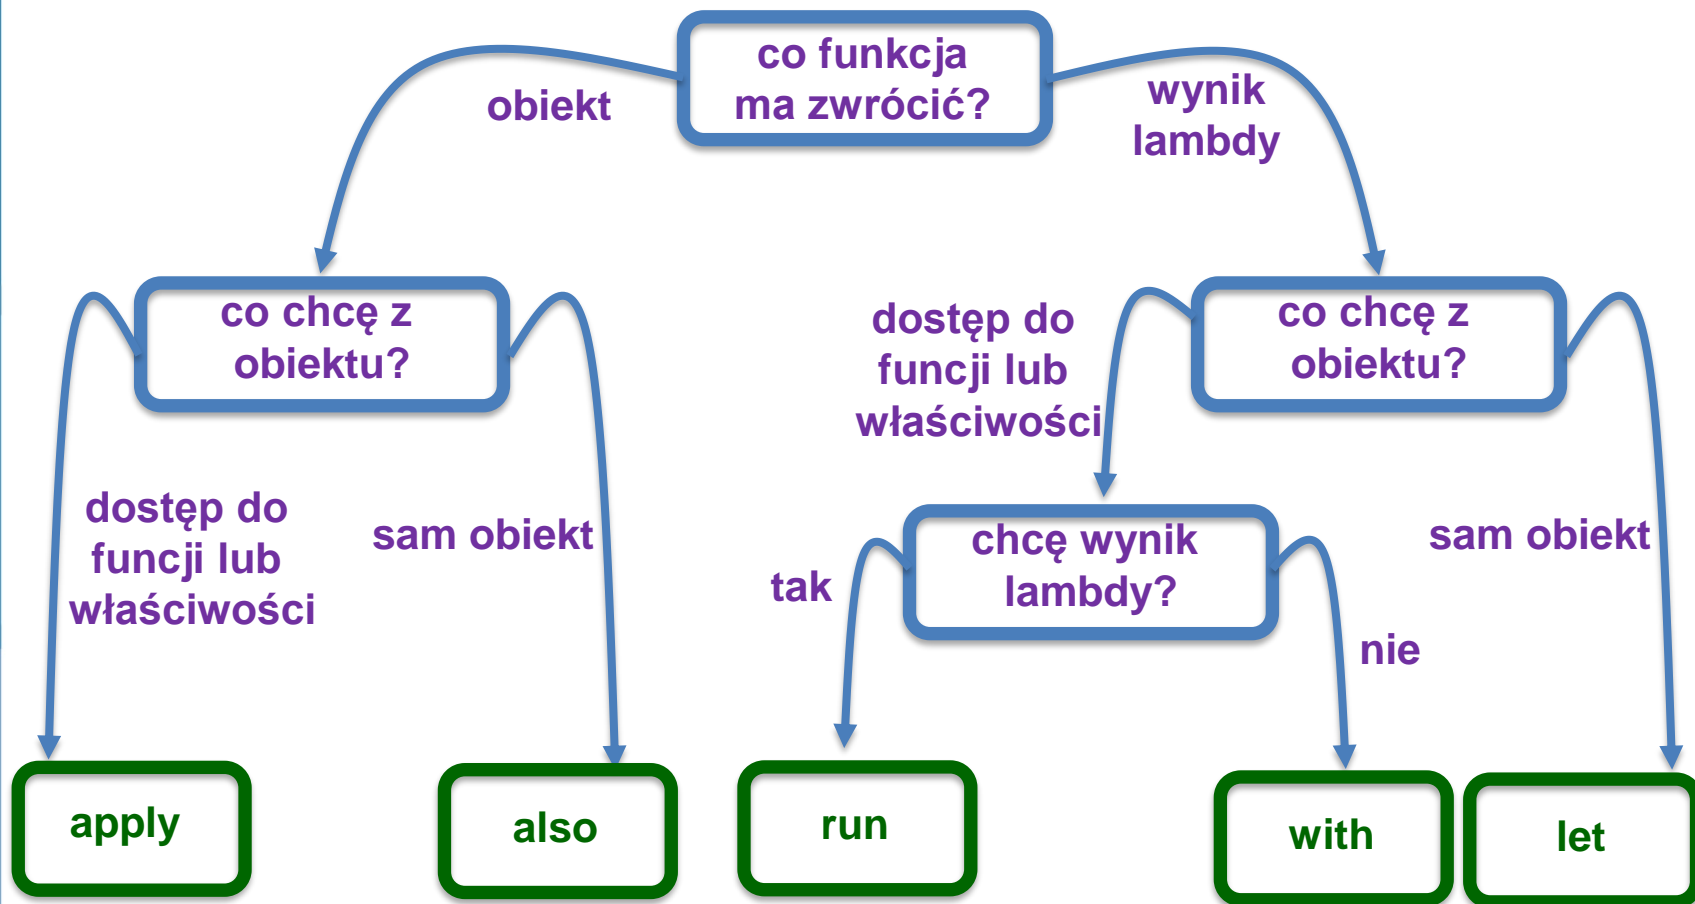 co funkcja
ma zwrócić?
obiekt
wynik
lambdy
co chcę z
obiektu?
dostęp do
funcji lub
właściwości
co chcę z
obiektu?
dostęp do
funcji lub
właściwości
sam obiekt
chcę wynik
lambdy?
sam obiekt
tak
nie
apply
also
run
with
let